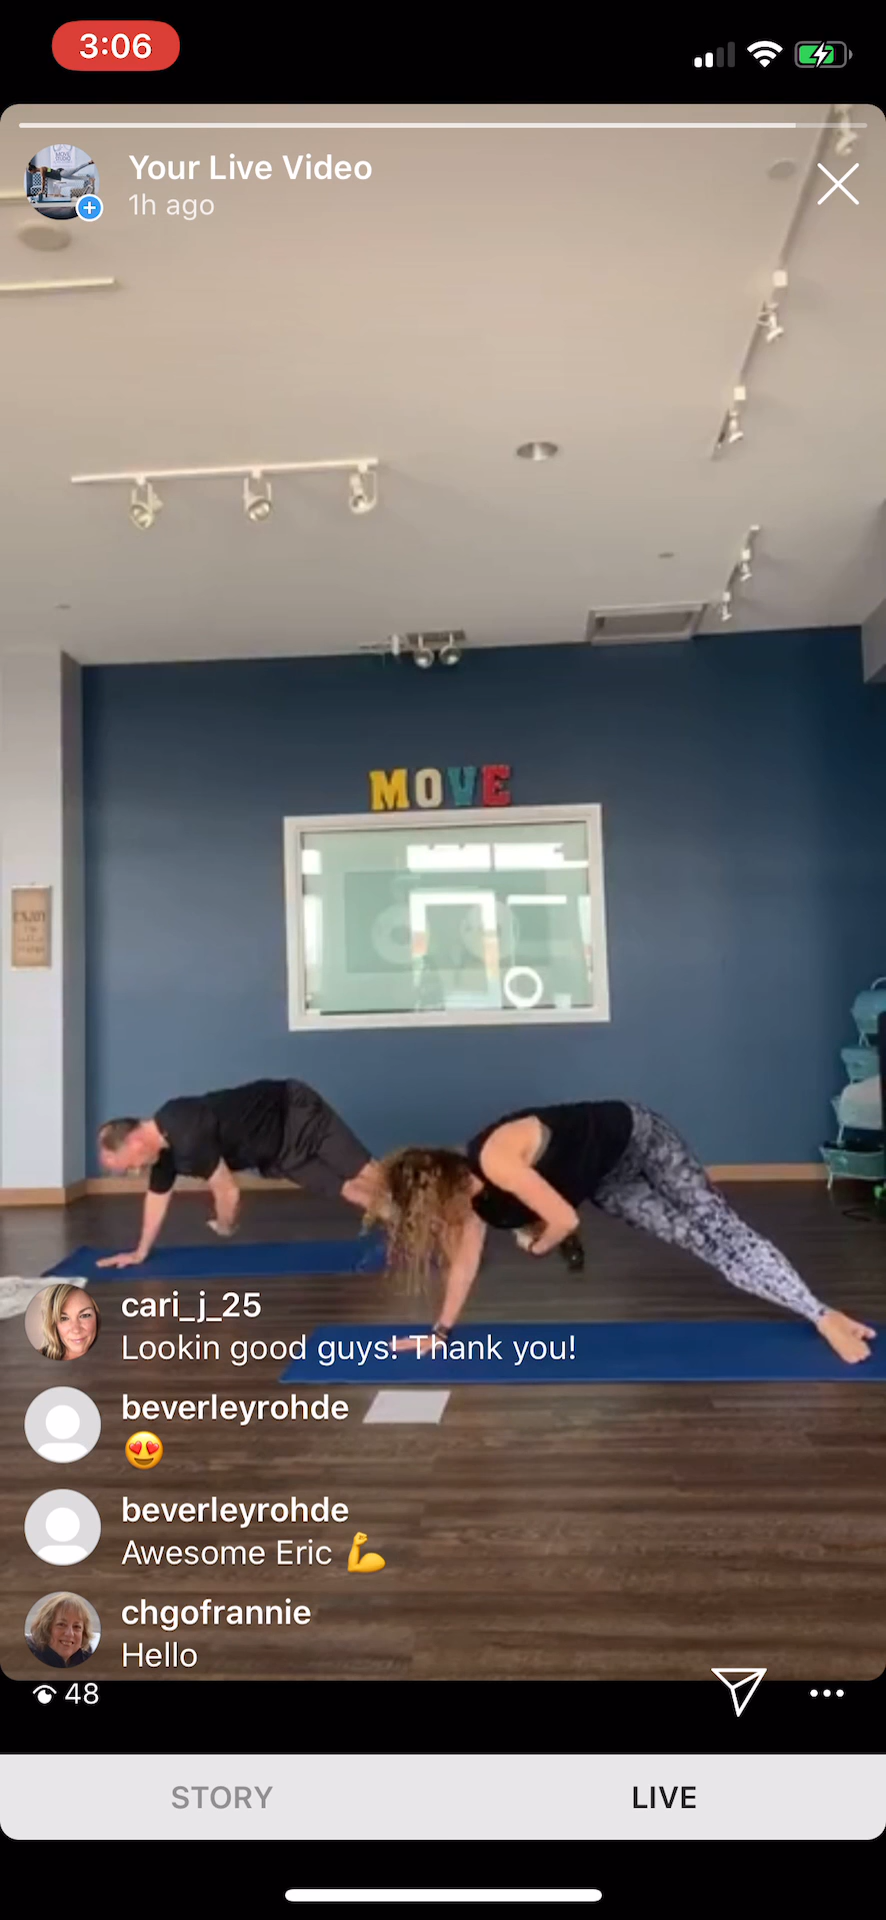 3:06
Your Live Video
1h ago
MOVE
cari_j_25
Lookin good guys! Thank you!
beverleyrohde
😍
beverleyrohde
Awesome Eric 💪
chgofrannie
Hello
48
STORY
LIVE